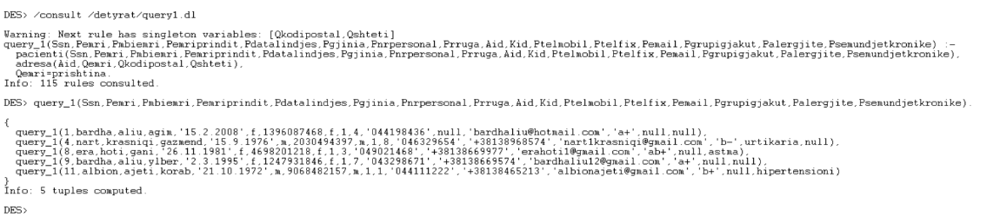 DES> /consult /detyrat/query1.dl
Warning: Next rule has singleton variables: [Qkodipostal,Qshteti]
query_1(Ssn,Pemri,Pmbiemri,Pemriprindit,Pdatalindjes,Pgjinia,Pnrpersonal,Prruga,Aid,Kid,Ptelmobil,Ptelfix,Pemail,Pgrupigjakut,Palergjite,Psemundjetkronike) :-
pacienti(Ssn,Pemri,Pmbiemri,Pemriprindit,Pdatalindjes,Pgjinia,Pnrpersonal,Prruga,Aid,Kid,Ptelmobil,Ptelfix,Pemail,Pgrupigjakut,Palergjite,Psemundjetkronike),
adresa(Aid,Qemri,Qkodipostal,Qshteti),
Qemri=prishtina.
Info: 115 rules consulted.
DES> query_1(Ssn,Pemri,Pmbiemri,Pemriprindit,Pdatalindjes,Pgjinia,Pnrpersonal,Prruga,Aid,Kid,Ptelmobil,Ptelfix,Pemail,Pgrupigjakut,Palergjite,Psemundjetkronike).
{
query_1(1,bardha,aliu,agim,'15.2.2008',f,1396087468,f,1,4,'044198436',null,'bardhaliu@hotmail.com','a+',null,null),
query_1(4,nart,krasniqi,gazmend,'15.9.1976',m,2030494397,m,1,8,'046329654','+38138968574','nart1krasniqi@gmail.com','b-',urtikaria,null),
query_1(8,era,hoti,gani,'26.11.1981',f,4698201218,f,1,3,'049021468','+38138669977','erahoti1@gmail.com','ab+',null,astma),
query_1(9,bardha,aliu,ylber,'2.3.1995',f,1247931846,f,1,7,'043298671','+38138669574','bardhaliu12@gmail.com','a+',null,null),
query_1(11,albion,ajeti,korab,'21.10.1972',m,9068482157,m,1,1,'044111222','+38138465213','albionajeti@gmail.com','b+',null,hipertensioni)
}
Info: 5 tuples computed.
DES>